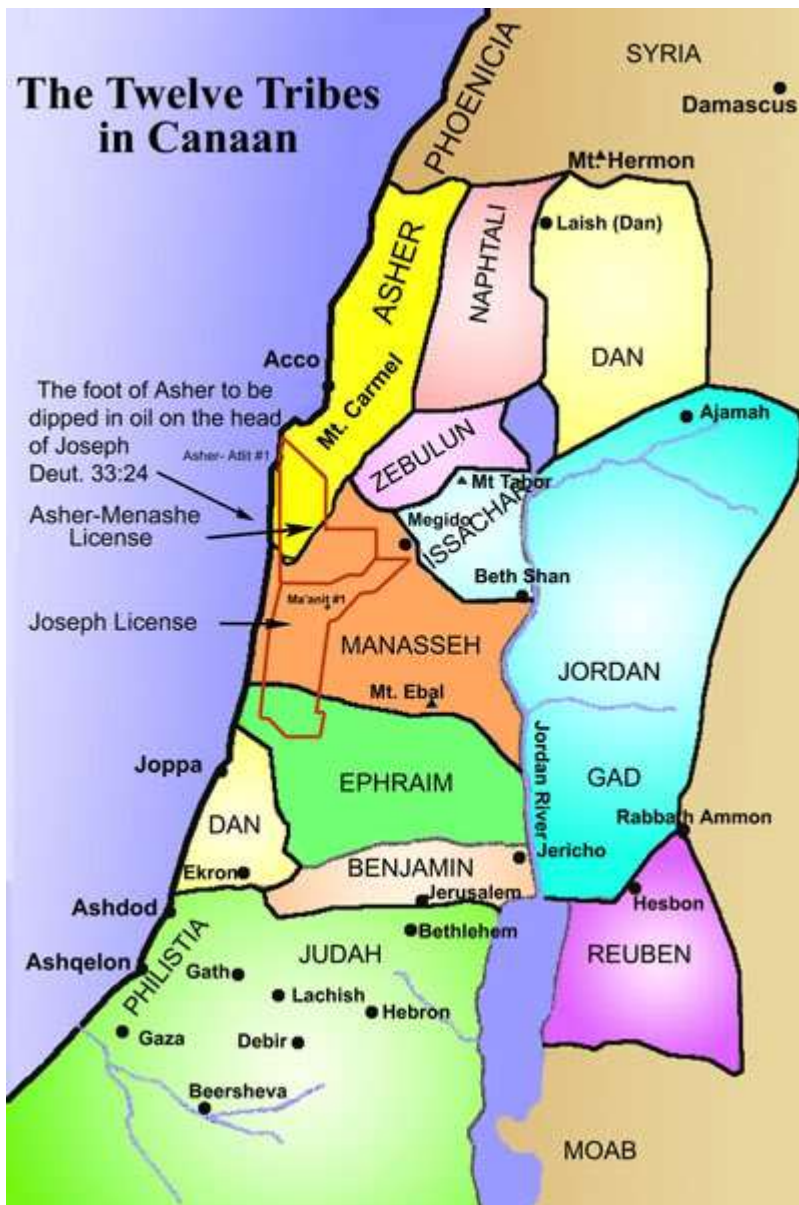 The Twelve Tribes
in Canaan
PHOENICIA
SYRIA
Damascus
Mt. Hermon
Laish (Dan)
ASHER
NAPHTALI
DAN
Acco
Mt. Carmel
The foot of Asher to be
dipped in oil on the head
of Joseph
Deut. 33:24
Asher- Atlit #1
Ajamah
ZEBULUN
Mt Tabor
ISSACHAR
Megido
Asher-Menashe
License
Beth Shan
Ma'anit #1
Joseph License
MANASSEH
JORDAN
Mt. Ebal
Jordan River
Joppa
EPHRAIM
GAD
Rabbath Ammon
DAN
Ekron
BENJAMIN
Jericho
Jerusalem
Hesbon
Ashdod
Bethlehem
PHILISTIA
JUDAH
REUBEN
Ashqelon
Gath
Lachish
Hebron
Gaza
Debir
Beersheva
MOAB